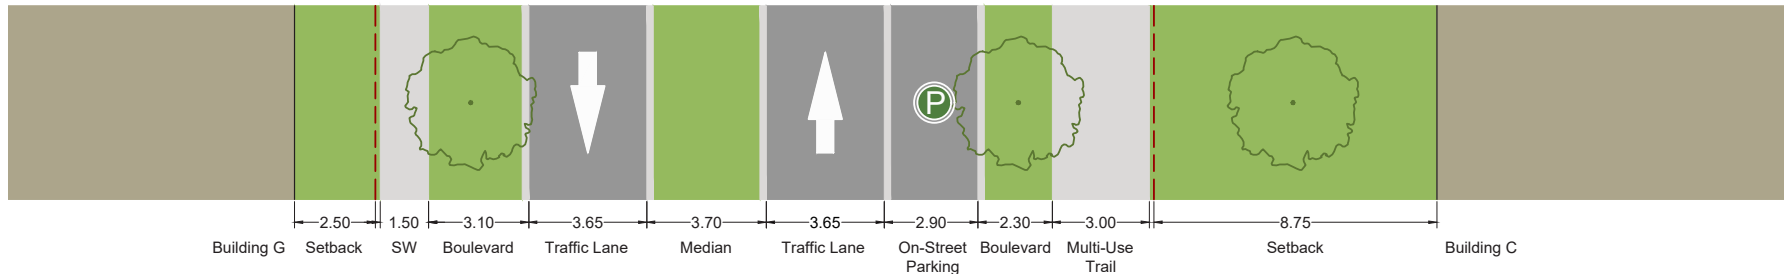 P
2.50 1.50 3.10 3.65 3.70 3.65 2.90 2.30 3.00 8.75
Building G Setback SW Boulevard Traffic Lane Median Traffic Lane On-Street Boulevard Multi-Use Setback Building C
Parking Trail